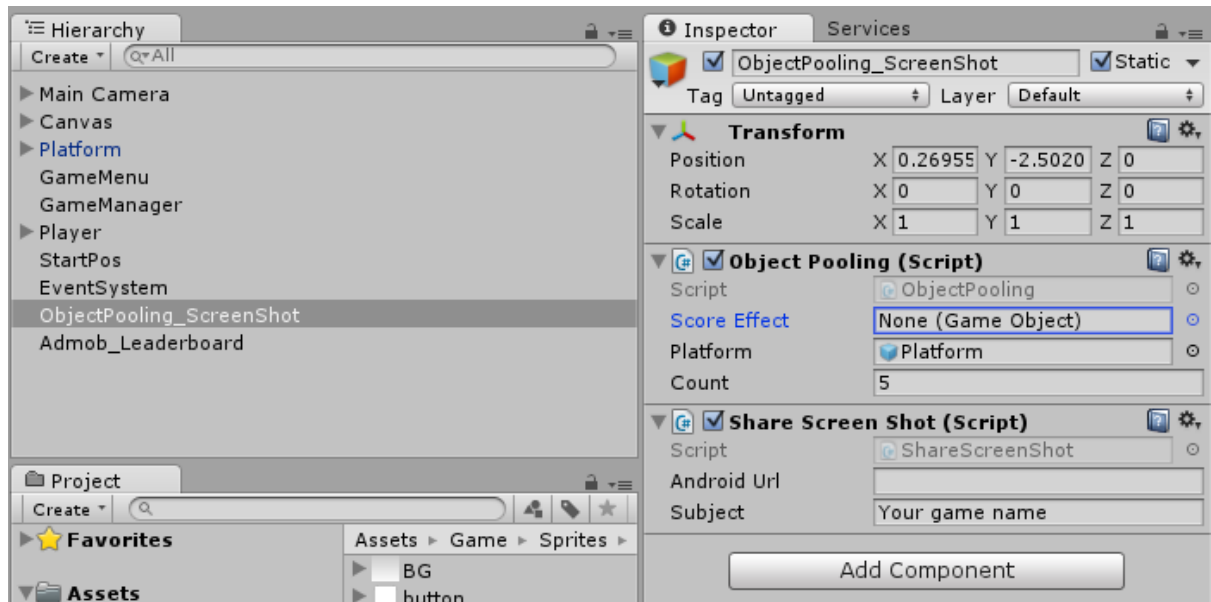 Hierarchy
Create
All
Main Camera
Canvas
Platform
GameMenu
GameManager
Player
StartPos
EventSystem
ObjectPooling_ScreenShot
Admob_Leaderboard
Project
Create
Favorites
Assets
Assets Game Sprites
BG
button
Inspector Services
ObjectPooling_ScreenShot Static
Tag Untagged Layer Default
Transform
Position X 0.26955 Y -2.5020 Z 0
Rotation X 0 Y 0 Z 0
Scale X 1 Y 1 Z 1
Object Pooling (Script)
Script ObjectPooling
Score Effect None (Game Object)
Platform Platform
Count 5
Share Screen Shot (Script)
Script ShareScreenShot
Android Url
Subject Your game name
Add Component